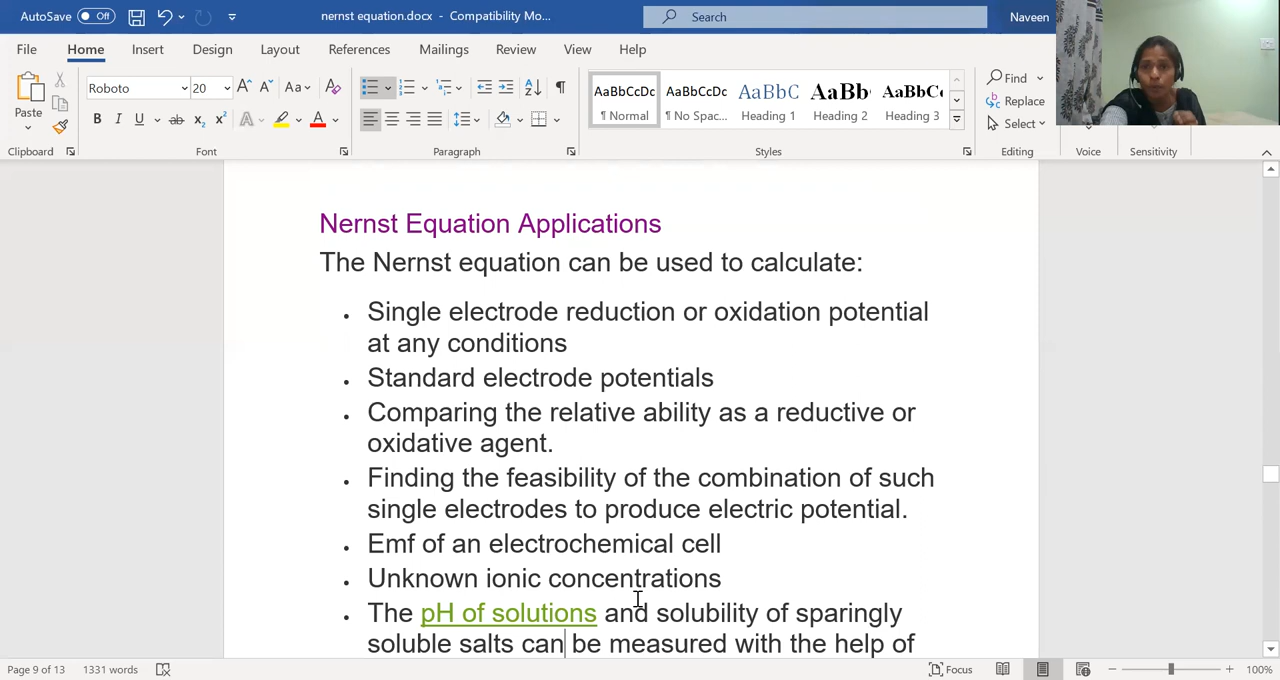 AutoSave Off nernst equation.docx - Compatibility Mo... Search Naveen
File Home Insert Design Layout References Mailings Review View Help
Paste Roboto 20 A A Aa A
B I U ab x₂ x² A A
AaBbCcDc AaBbCcDc AaBbC AaBb AaBbC
¶ Normal ¶ No Spac... Heading 1 Heading 2 Heading 3
Find
Replace
Select
Clipboard Font Paragraph Styles Editing Voice Sensitivity
Nernst Equation Applications
The Nernst equation can be used to calculate:
• Single electrode reduction or oxidation potential
at any conditions
• Standard electrode potentials
• Comparing the relative ability as a reductive or
oxidative agent.
• Finding the feasibility of the combination of such
single electrodes to produce electric potential.
• Emf of an electrochemical cell
• Unknown ionic concentrations
• The pH of solutions and solubility of sparingly
soluble salts can be measured with the help of
Page 9 of 13 1331 words Focus 100%